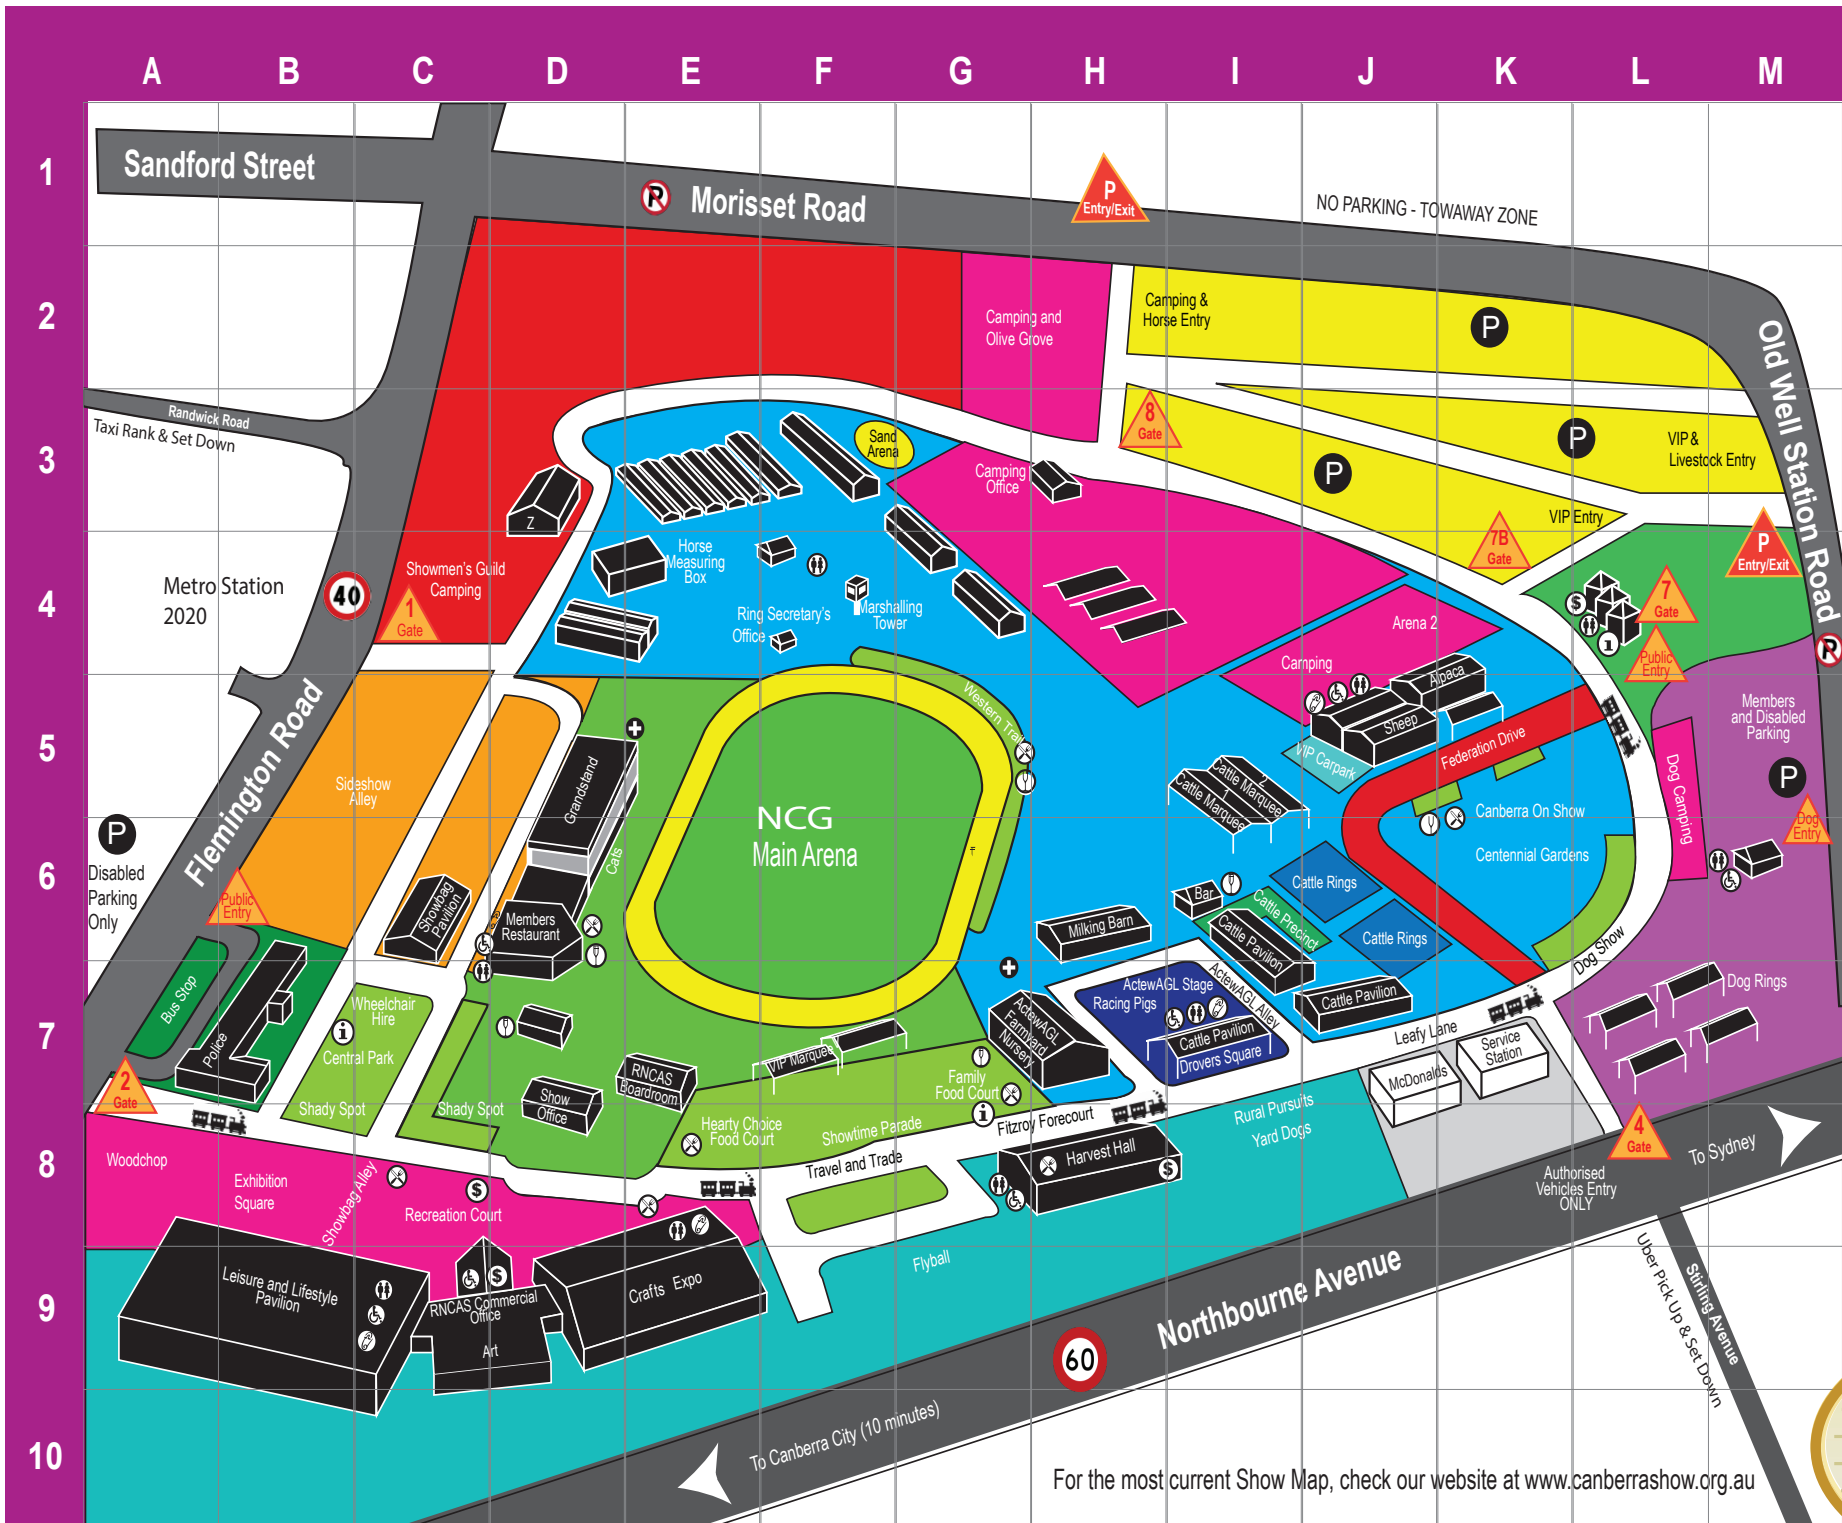 A B C D E F G H I J K L M
1
2
3
4
5
6
7
8
9
10
Sandford Street
Morisset Road
P
P
Entry/Exit
NO PARKING - TOWAWAY ZONE
Camping and
Olive Grove
Camping &
Horse Entry
P
Old Well Station Road
Randwick Road
Taxi Rank & Set Down
8
Gate
Sand
Arena
Camping
Office
P
P
VIP &
Livestock Entry
VIP Entry
Z
7B
Gate
P
Entry/Exit
Horse
Measuring
Box
Showmen's Guild
Camping
Metro Station
2020
40
1
Gate
Ring Secretary's
Office
Marshalling
Tower
Arena 2
Camping
$
i
7
Gate
Public
Entry
P
Flemington Road
Western Trail
Alpaca
Sheep
VIP Carpark
Federation Drive
Members
and Disabled
Parking
P
Dog Camping
Dog
Entry
Sideshow
Alley
Grandstand
Cats
NCG
Main Arena
Cattle Marquee
2
Cattle Marquee
1
Canberra On Show
Centennial Gardens
P
Disabled
Parking
Only
Public
Entry
Showbag
Pavilion
Members
Restaurant
Bar
Cattle Rings
Cattle Precinct
Milking Barn
Cattle Pavilion
Cattle Rings
Dog Show
Bus Stop
Police
Wheelchair
Hire
i
Central Park
Shady Spot
Shady Spot
ActewAGL Stage
Racing Pigs
ActewAGL Alley
Cattle Pavilion
Drovers Square
Cattle Pavilion
Leafy Lane
Dog Rings
ActewAGL
Farmyard
Nursery
VIP Marquee
RNCAS
Boardroom
Show
Office
Family
Food Court
i
Service
Station
McDonalds
2
Gate
Hearty Choice
Food Court
Showtime Parade
Fitzroy Forecourt
Rural Pursuits
Yard Dogs
4
Gate
To Sydney
Woodchop
Exhibition
Square
Showbag Alley
$
Recreation Court
Travel and Trade
Harvest Hall
$
Authorised
Vehicles Entry
ONLY
Leisure and Lifestyle
Pavilion
$
RNCAS Commercial
Office
Art
Crafts Expo
Flyball
Northbourne Avenue
60
Uber Pick Up & Set Down
Stirling Avenue
To Canberra City (10 minutes)
For the most current Show Map, check our website at www.canberrashow.org.au